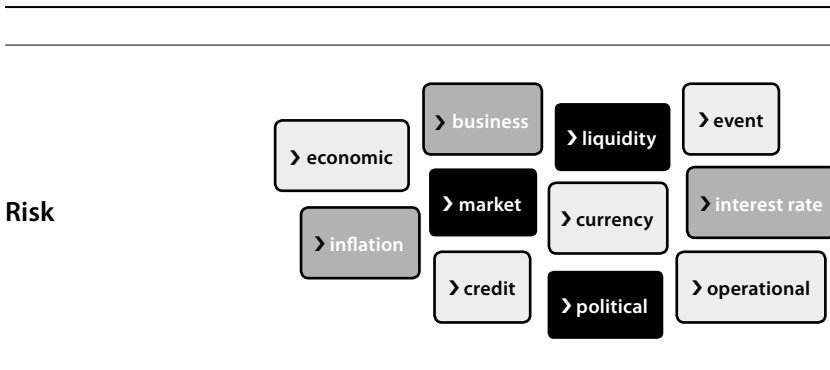 Risk
❯ economic
❯ business
❯ liquidity
❯ event
❯ inflation
❯ market
❯ currency
❯ interest rate
❯ credit
❯ political
❯ operational